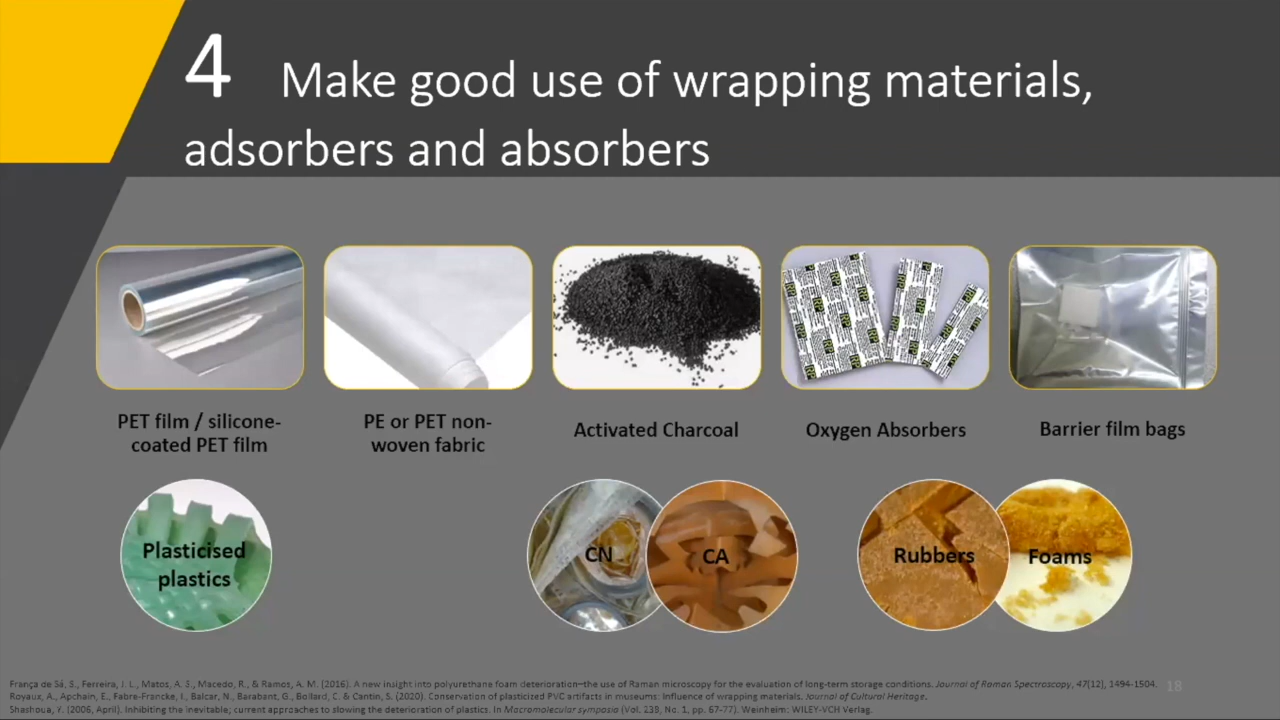 4 Make good use of wrapping materials,
adsorbers and absorbers
PET film / silicone-
coated PET film
PE or PET non-
woven fabric
Activated Charcoal
Oxygen Absorbers
Barrier film bags
Plasticised
plastics
CN
CA
Rubbers
Foams
França de Sá, S., Ferreira, J. L., Matos, A. S., Macedo, R., & Ramos, A. M. (2016). A new insight into polyurethane foam deterioration–the use of Raman microscopy for the evaluation of long-term storage conditions. Journal of Raman Spectroscopy, 47(12), 1494-1504.
18
Royaux, A., Apchain, E., Fabre-Francke, I., Balcar, N., Barabant, G., Bollard, C. & Cantin, S. (2020). Conservation of plasticized PVC artifacts in museums: Influence of wrapping materials. Journal of Cultural Heritage.
Shashoua, Y. (2006, April). Inhibiting the inevitable; current approaches to slowing the deterioration of plastics. In Macromolecular symposia (Vol. 238, No. 1, pp. 67-77). Weinheim: WILEY-VCH Verlag.